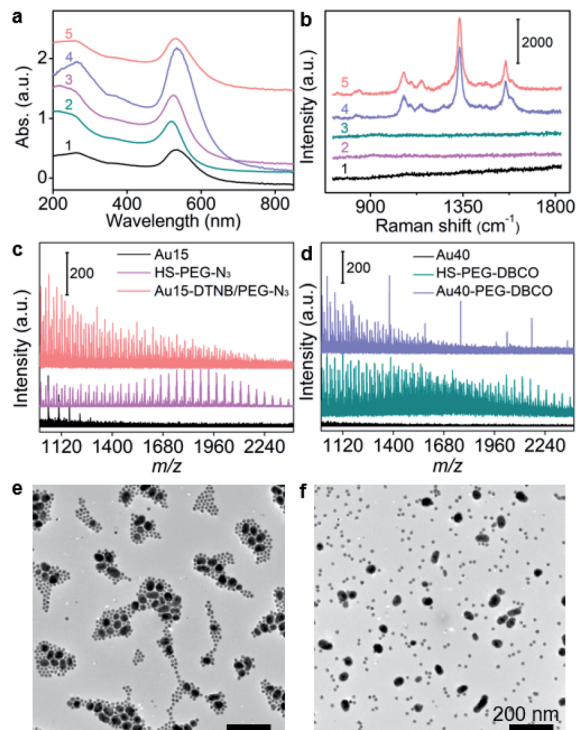 a
5
4
3
2
1
2
1
0
Abs. (a.u.)
200 400 600 800
Wavelength (nm)
b
2000
5
4
3
2
1
Intensity (a.u.)
900 1350 1800
Raman shift (cm⁻¹)
c
Au15
HS-PEG-N₃
Au15-DTNB/PEG-N₃
200
Intensity (a.u.)
1120 1400 1680 1960 2240
m/z
d
Au40
HS-PEG-DBCO
Au40-PEG-DBCO
200
Intensity (a.u.)
1120 1400 1680 1960 2240
m/z
e
f
200 nm